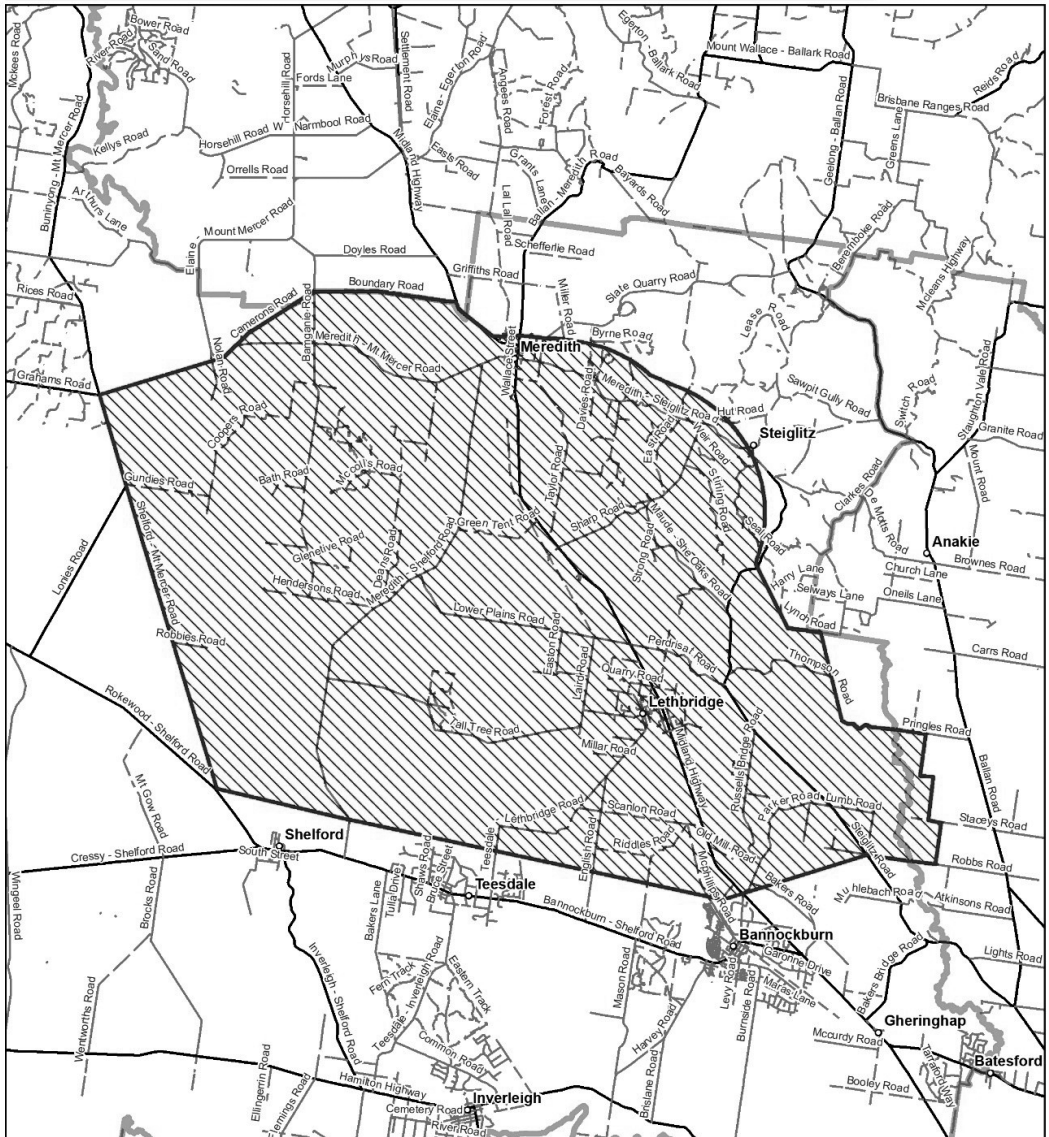 Bower Road
River Road
Sand Road
Mckees Road
Horsehill Road
Murphys Road
Fords Lane
Settlement Road
Elaine - Egerton Road
Angees Road
Forest Road
Egerton - Ballark Road
Mount Wallace - Ballark Road
Reids Road
Brisbane Ranges Road
Greens Lane
Geelong - Ballan Road
Buninyong - Mt Mercer Road
Kellys Road
Horsehill Road W
Narmbool Road
Midland Highway
Easts Road
Grants Lane
Ballan - Meredith Road
Bayards Road
Orrells Road
Arthurs Lane
Lal Lal Road
Elaine - Mount Mercer Road
Doyles Road
Schefferlie Road
Beremboke Road
Mcleans Highway
Griffiths Road
Slate Quarry Road
Miller Road
Rices Road
Boundary Road
Camerons Road
Bamganie Road
Lease Road
Byrne Road
Meredith
Meredith - Mt Mercer Road
Wallace Street
Staughton Vale Road
Nolan Road
Grahams Road
Davies Road
Meredith - Steiglitz Road
Sawpit Gully Road
Switch Road
Hut Road
Coopers Road
East Road
Weir Road
Steiglitz
Granite Road
Mount Road
Bath Road
Mccolls Road
Taylor Road
Stirling Road
Clarkes Road
Gundies Road
De Motts Road
Green Tent Road
Sharp Road
Seal Road
Shelford - Mt Mercer Road
Glenelive Road
Deans Road
Meredith - Shelford Road
Strong Road
Maude - She Oaks Road
Anakie
Brownes Road
Lonies Road
Hendersons Road
Harry Lane
Church Lane
Selways Lane
Oneils Lane
Lower Plains Road
Lynch Road
Robbies Road
Easton Road
Perdrisat Road
Thompson Road
Carrs Road
Laird Road
Quarry Road
Rokewood - Shelford Road
Lethbridge
Tall Tree Road
Pringles Road
Millar Road
Midland Highway
Russells Bridge Road
Ballan Road
Mt Gow Road
Lethbridge Road
Parker Road
Lumb Road
Scanlon Road
Staceys Road
Shelford
Teesdale -
Riddles Road
Old Mill Road
Steiglitz Road
Cressy - Shelford Road
South Street
Shaws Road
Bruce Street
English Road
Robbs Road
Wingeel Road
Brocks Road
Bakers Lane
Tulla Drive
Teesdale
Mcphillips Road
Bakers Road
Muhlebach Road
Atkinsons Road
Bannockburn - Shelford Road
Bannockburn
Garonne Drive
Lights Road
Inverleigh - Shelford Road
Fern Track
Teesdale - Inverleigh Road
Eastern Track
Mason Road
Levy Road
Maras Lane
Burnside Road
Bakers Bridge Road
Wentworths Road
Harvey Road
Gheringhap
Common Road
Mccurdy Road
Ellingerrin Road
Flemings Road
Hamilton Highway
Cemetery Road
Inverleigh
River Road
Brislane Road
Booley Road
Tarraford Way
Batesford